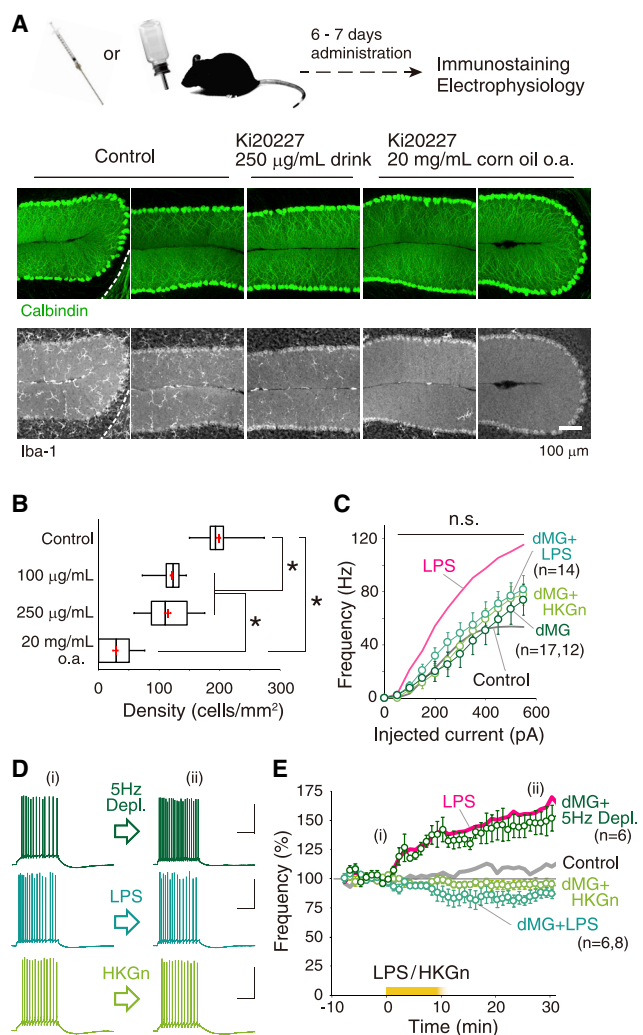 A
or
6 - 7 days
administration
Immunostaining
Electrophysiology
Control
Ki20227
250 μg/mL drink
Ki20227
20 mg/mL corn oil o.a.
Calbindin
Iba-1
100 μm
B
Control
100 μg/mL
250 μg/mL
20 mg/mL
o.a.
*
*
*
0 100 200 300
Density (cells/mm²)
C
n.s.
Frequency (Hz)
120
80
40
0
LPS
dMG+
LPS
(n=14)
dMG+
HKGn
dMG
(n=17,12)
Control
0 200 400 600
Injected current (pA)
D
(i)
(ii)
5Hz
Depl.
LPS
HKGn
E
Frequency (%)
175
150
125
100
75
50
25
0
(i)
(ii)
LPS
dMG+
5Hz Depl.
(n=6)
Control
dMG+
HKGn
dMG+LPS
(n=6,8)
LPS/HKGn
-10 0 10 20 30
Time (min)